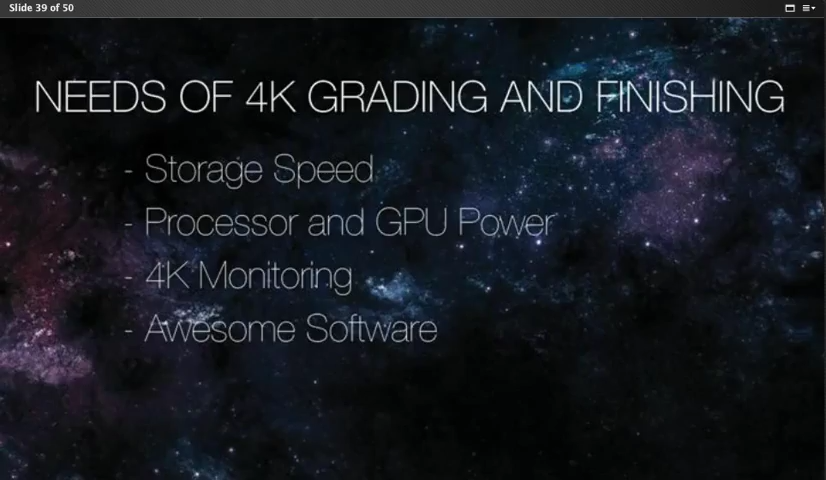 Slide 39 of 50
NEEDS OF 4K GRADING AND FINISHING
- Storage Speed
- Processor and GPU Power
- 4K Monitoring
- Awesome Software